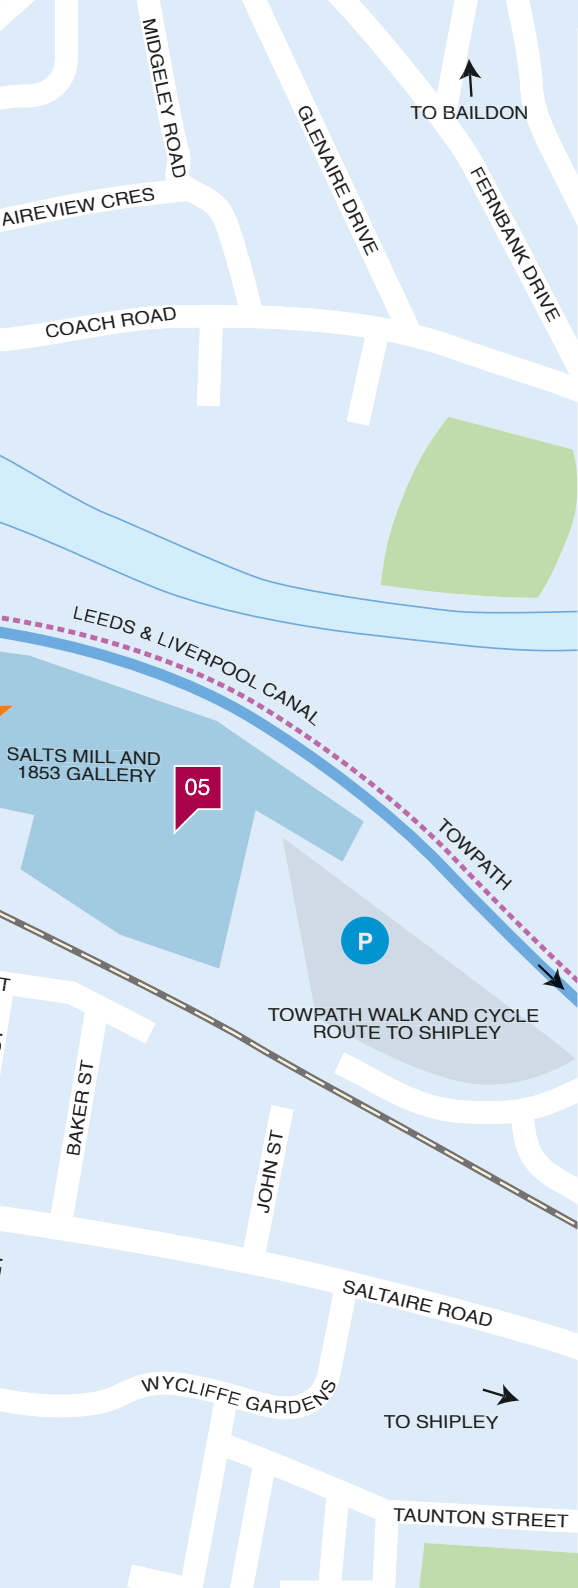 MIDGELEY ROAD
TO BAILDON
GLENAIRE DRIVE
FERNBANK DRIVE
AIREVIEW CRES
COACH ROAD
LEEDS & LIVERPOOL CANAL
SALTS MILL AND
1853 GALLERY
05
TOWPATH
P
TOWPATH WALK AND CYCLE
ROUTE TO SHIPLEY
BAKER ST
JOHN ST
SALTAIRE ROAD
WYCLIFFE GARDENS
TO SHIPLEY
TAUNTON STREET